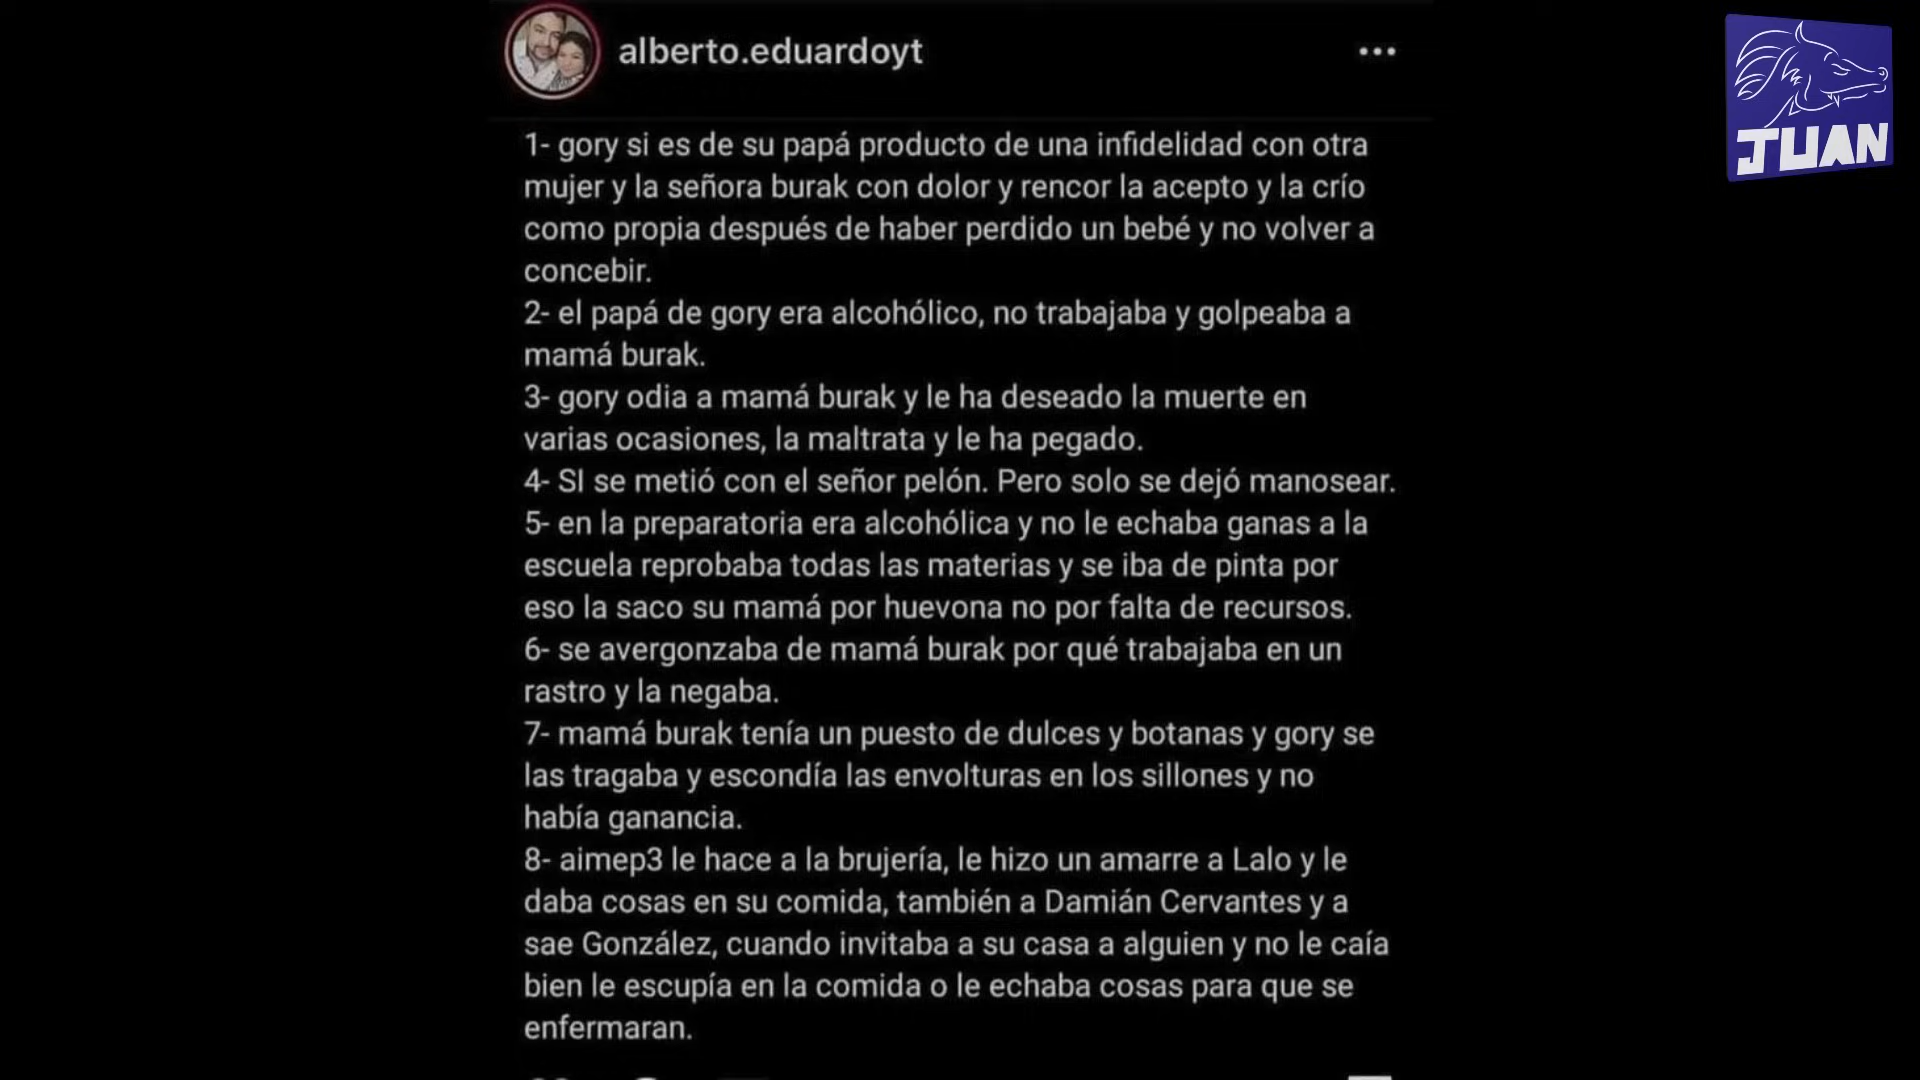 alberto.eduardoyt
JUAN
1- gory si es de su papá producto de una infidelidad con otra
mujer y la señora burak con dolor y rencor la acepto y la crío
como propia después de haber perdido un bebé y no volver a
concebir.
2- el papá de gory era alcohólico, no trabajaba y golpeaba a
mamá burak.
3- gory odia a mamá burak y le ha deseado la muerte en
varias ocasiones, la maltrata y le ha pegado.
4- SI se metió con el señor pelón. Pero solo se dejó manosear.
5- en la preparatoria era alcohólica y no le echaba ganas a la
escuela reprobaba todas las materias y se iba de pinta por
eso la saco su mamá por huevona no por falta de recursos.
6- se avergonzaba de mamá burak por qué trabajaba en un
rastro y la negaba.
7- mamá burak tenía un puesto de dulces y botanas y gory se
las tragaba y escondía las envolturas en los sillones y no
había ganancia.
8- aimep3 le hace a la brujería, le hizo un amarre a Lalo y le
daba cosas en su comida, también a Damián Cervantes y a
sae González, cuando invitaba a su casa a alguien y no le caía
bien le escupía en la comida o le echaba cosas para que se
enfermaran.